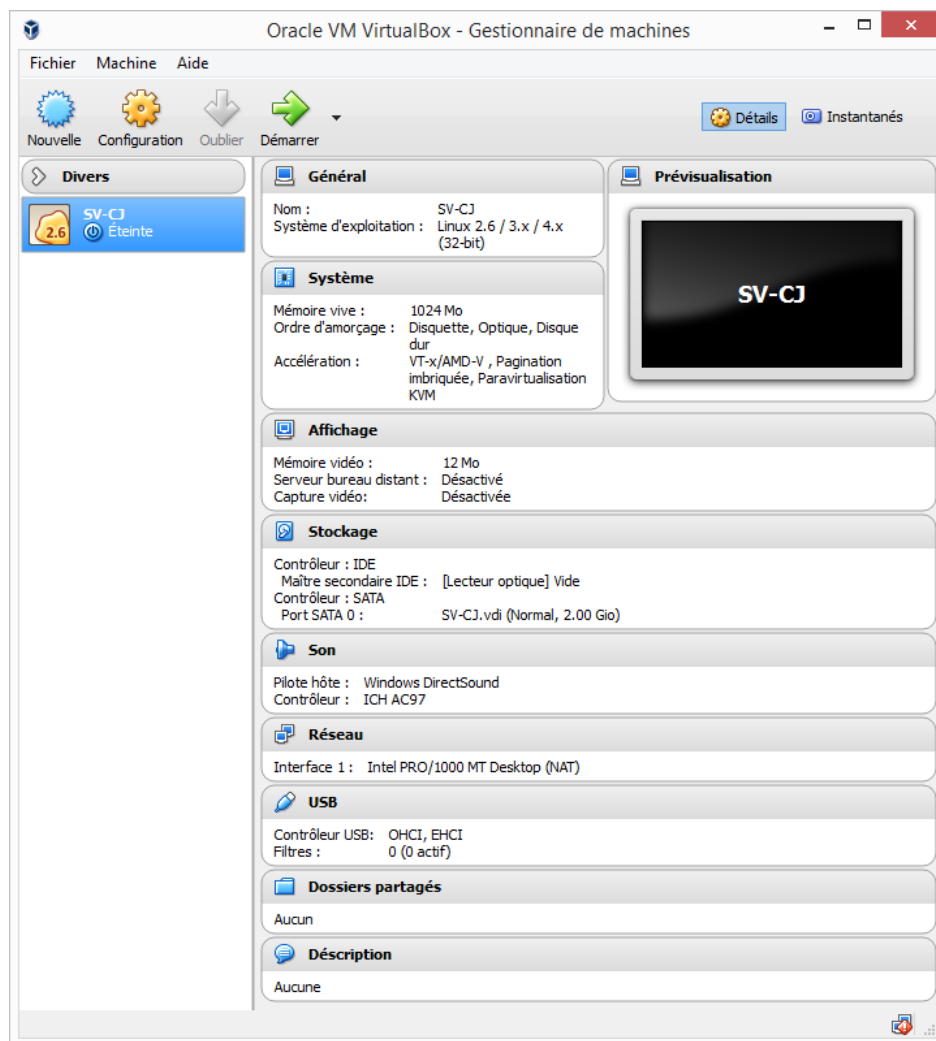 Oracle VM VirtualBox - Gestionnaire de machines
Fichier Machine Aide
Nouvelle Configuration Oublier Démarrer Détails Instantanés
Divers
2.6 SV-CJ
Éteinte
Général
Nom : SV-CJ
Système d'exploitation : Linux 2.6 / 3.x / 4.x
(32-bit)
Prévisualisation
SV-CJ
Système
Mémoire vive : 1024 Mo
Ordre d'amorçage : Disquette, Optique, Disque
dur
Accélération : VT-x/AMD-V , Pagination
imbriquée, Paravirtualisation
KVM
Affichage
Mémoire vidéo : 12 Mo
Serveur bureau distant : Désactivé
Capture vidéo: Désactivée
Stockage
Contrôleur : IDE
Maître secondaire IDE : [Lecteur optique] Vide
Contrôleur : SATA
Port SATA 0 : SV-CJ.vdi (Normal, 2.00 Gio)
Son
Pilote hôte : Windows DirectSound
Contrôleur : ICH AC97
Réseau
Interface 1 : Intel PRO/1000 MT Desktop (NAT)
USB
Contrôleur USB: OHCI, EHCI
Filtres : 0 (0 actif)
Dossiers partagés
Aucun
Déscription
Aucune